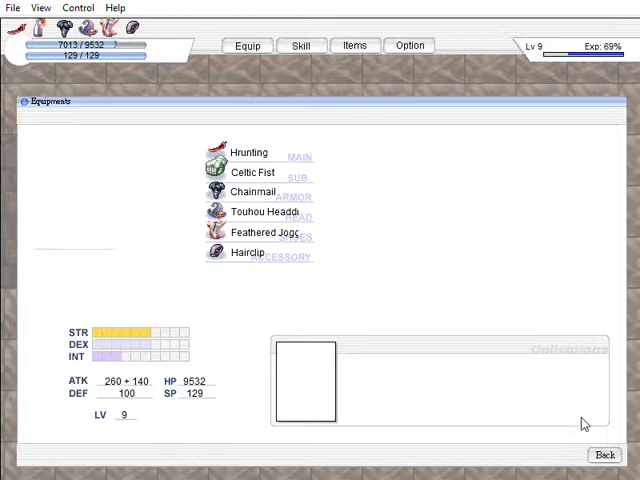 File View Control Help
7013 / 9532
129 / 129
Equip Skill Items Option
Lv 9 Exp: 69%
Equipments
Hrunting MAIN
Celtic Fist SUB
Chainmail ARMOR
Touhou Headdr HEAD
Feathered Jogg SHOES
Hairclip ACCESSORY
STR
DEX
INT
ATK 260 + 140 HP 9532
DEF 100 SP 129
LV 9
Collections
Back